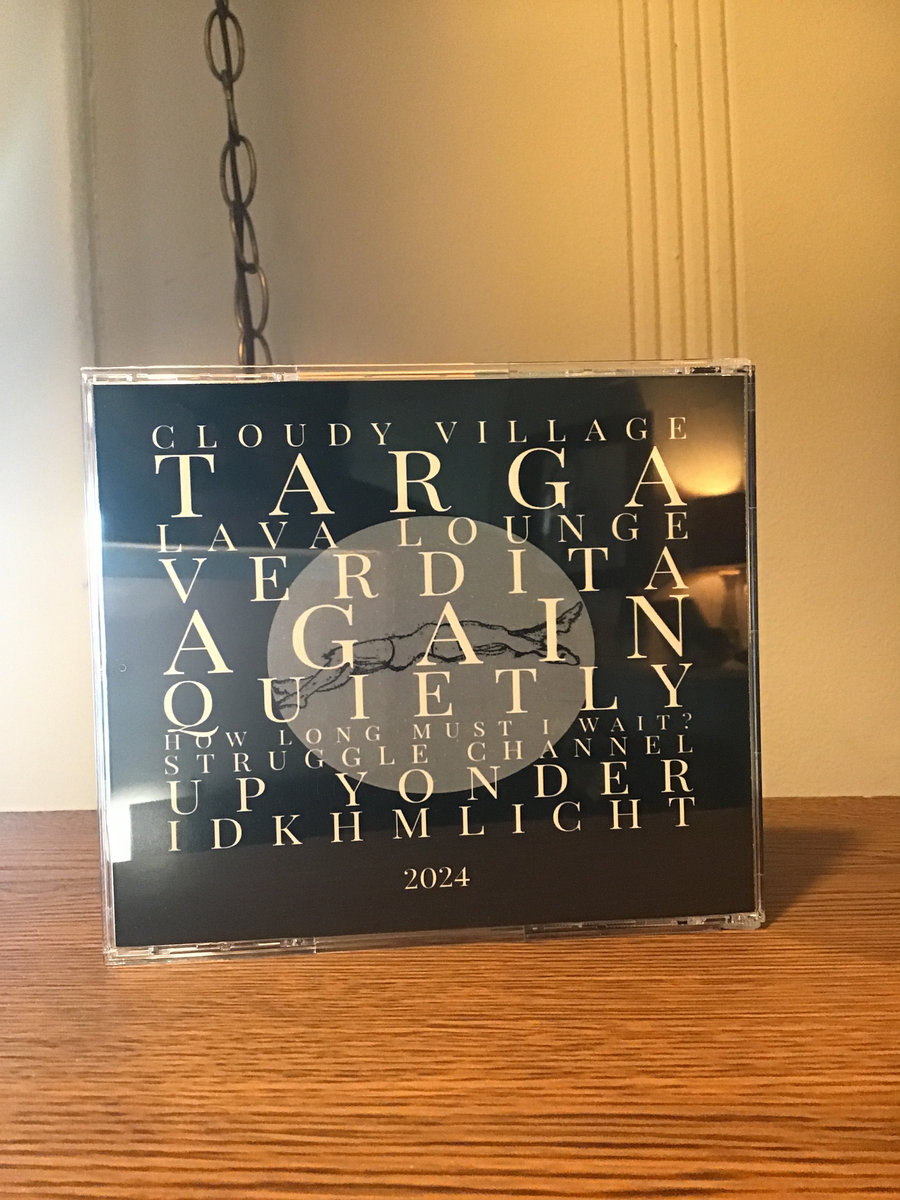 CLOUDY VILLAGE
TARGA
LAVA LOUNGE
VERDITA
AGAIN
QUIETLY
HOW LONG MUST I WAIT?
STRUGGLE CHANNEL
UP YONDER
IDKHMLICHT
2024